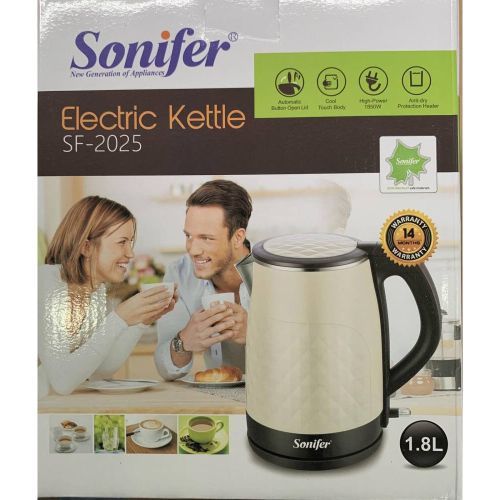 Sonifer®
New Generation of Appliances
Electric Kettle
SF-2025
Automatic
Button Open Lid
Cool
Touch Body
High-Power
1850W
Anti-dry
Protection Heater
Sonifer
WARRANTY
14
MONTHS
WARRANTY
Sonifer
1.8L